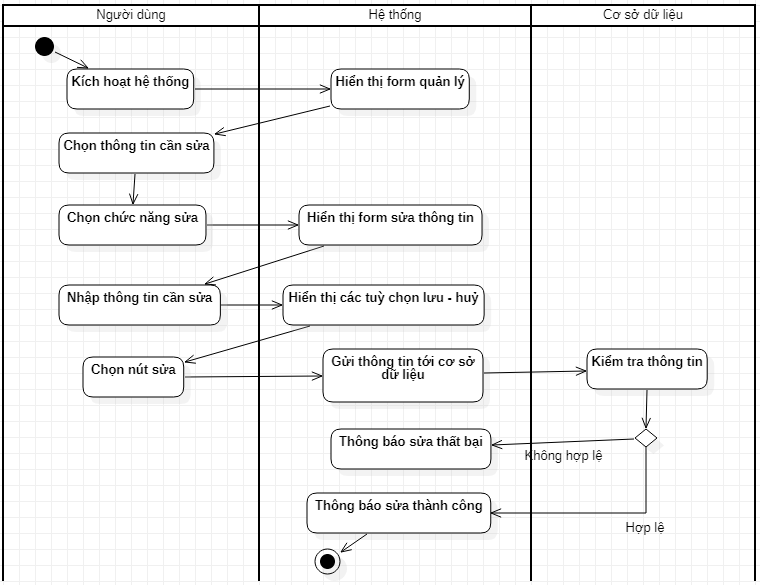 Người dùng
Hệ thống
Cơ sở dữ liệu
Kích hoạt hệ thống
Hiển thị form quản lý
Chọn thông tin cần sửa
Chọn chức năng sửa
Hiển thị form sửa thông tin
Nhập thông tin cần sửa
Hiển thị các tuỳ chọn lưu - huỷ
Chọn nút sửa
Gửi thông tin tới cơ sở
dữ liệu
Kiểm tra thông tin
Thông báo sửa thất bại
Không hợp lệ
Thông báo sửa thành công
Hợp lệ